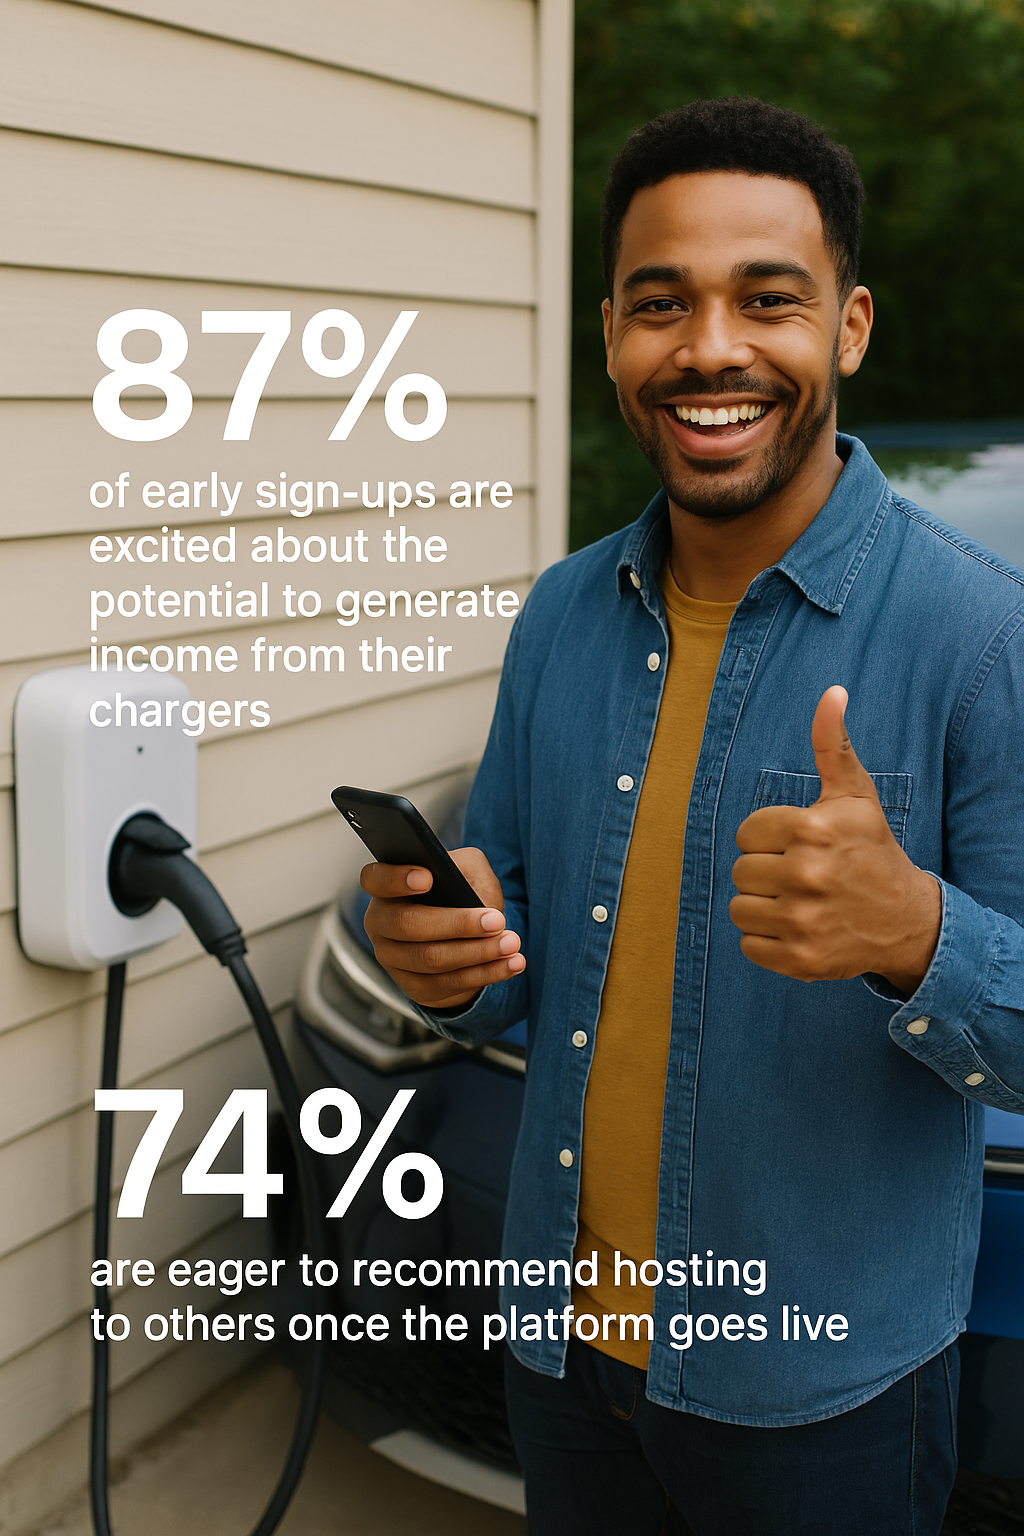 87%
of early sign-ups are
excited about the
potential to generate
income from their
chargers
74%
are eager to recommend hosting
to others once the platform goes live